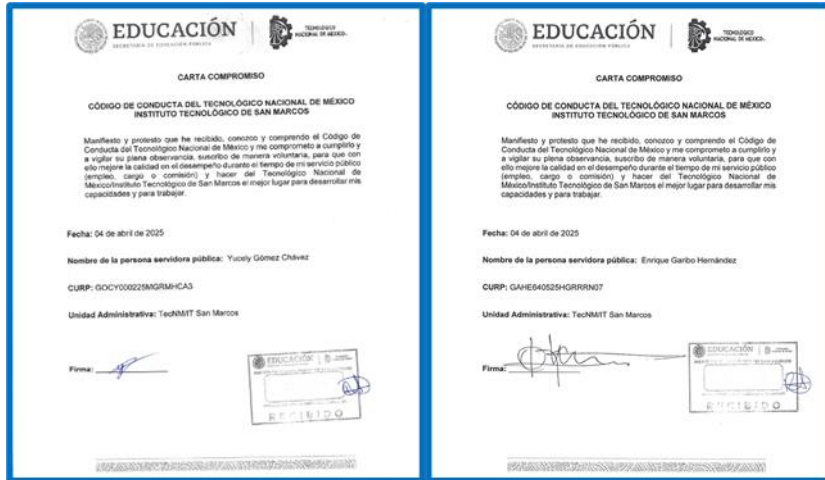 EDUCACIÓN
SECRETARÍA DE EDUCACIÓN PÚBLICA
TECNOLÓGICO
NACIONAL DE MÉXICO
CARTA COMPROMISO
CÓDIGO DE CONDUCTA DEL TECNOLÓGICO NACIONAL DE MÉXICO
INSTITUTO TECNOLÓGICO DE SAN MARCOS
Manifiesto y protesto que he recibido, conozco y comprendo el Código de
Conducta del Tecnológico Nacional de México y me comprometo a cumplirlo y
a vigilar su plena observancia, suscribo de manera voluntaria, para que con
ello mejore la calidad en el desempeño durante el tiempo de mi servicio público
(empleo, cargo o comisión) y hacer del Tecnológico Nacional de
México/Instituto Tecnológico de San Marcos el mejor lugar para desarrollar mis
capacidades y para trabajar.
Fecha: 04 de abril de 2025
Nombre de la persona servidora pública: Yucely Gómez Chávez
CURP: GOCY000225MGRMHCA3
Unidad Administrativa: TecNM/IT San Marcos
Firma:
EDUCACIÓN
RECIBIDO
EDUCACIÓN
SECRETARÍA DE EDUCACIÓN PÚBLICA
TECNOLÓGICO
NACIONAL DE MÉXICO
CARTA COMPROMISO
CÓDIGO DE CONDUCTA DEL TECNOLÓGICO NACIONAL DE MÉXICO
INSTITUTO TECNOLÓGICO DE SAN MARCOS
Manifiesto y protesto que he recibido, conozco y comprendo el Código de
Conducta del Tecnológico Nacional de México y me comprometo a cumplirlo y
a vigilar su plena observancia, suscribo de manera voluntaria, para que con
ello mejore la calidad en el desempeño durante el tiempo de mi servicio público
(empleo, cargo o comisión) y hacer del Tecnológico Nacional de
México/Instituto Tecnológico de San Marcos el mejor lugar para desarrollar mis
capacidades y para trabajar.
Fecha: 04 de abril de 2025
Nombre de la persona servidora pública: Enrique Garibo Hernández
CURP: GAHE640525HGRRRN07
Unidad Administrativa: TecNM/IT San Marcos
Firma:
EDUCACIÓN
RECIBIDO